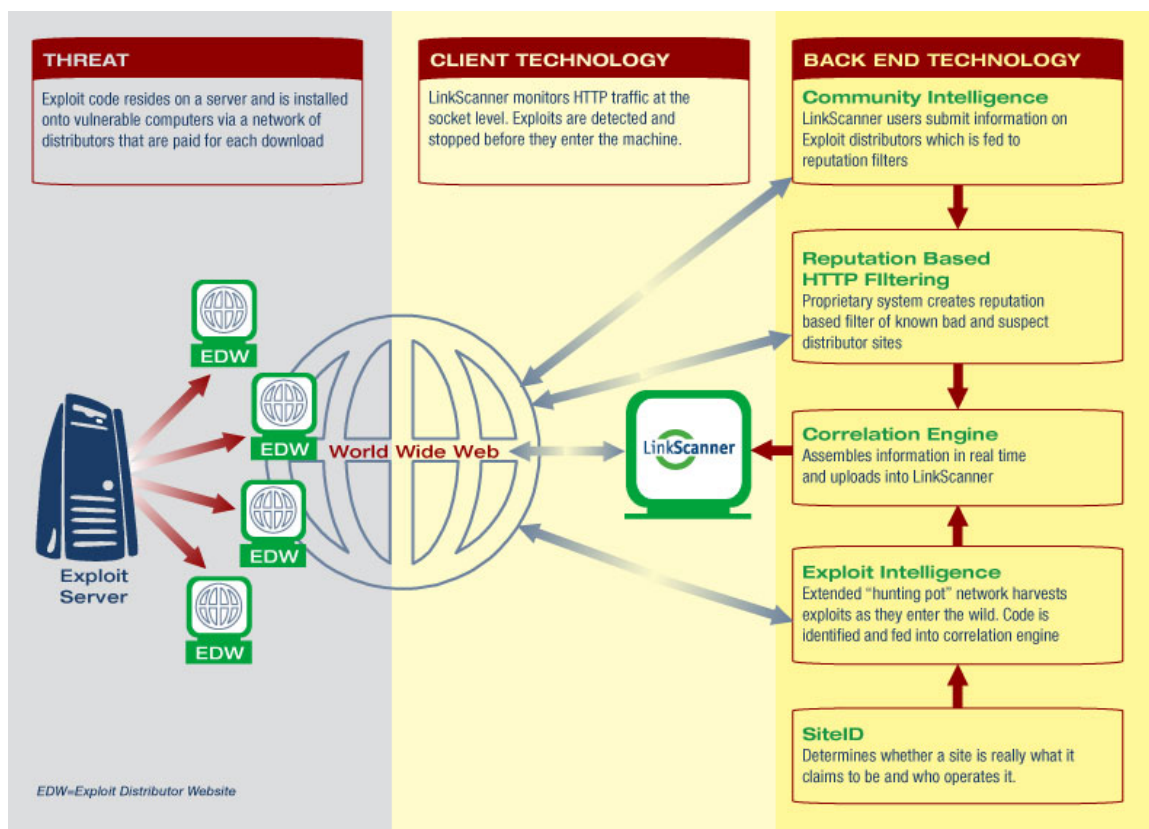 THREAT
Exploit code resides on a server and is installed
onto vulnerable computers via a network of
distributors that are paid for each download
CLIENT TECHNOLOGY
LinkScanner monitors HTTP traffic at the
socket level. Exploits are detected and
stopped before they enter the machine.
BACK END TECHNOLOGY
Community Intelligence
LinkScanner users submit information on
Exploit distributors which is fed to
reputation filters
Reputation Based
HTTP FIltering
Proprietary system creates reputation
based filter of known bad and suspect
distributor sites
EDW
EDW
EDW
EDW
Exploit
Server
World Wide Web
LinkScanner
Correlation Engine
Assembles information in real time
and uploads into LinkScanner
Exploit Intelligence
Extended “hunting pot” network harvests
exploits as they enter the wild. Code is
identified and fed into correlation engine
SiteID
Determines whether a site is really what it
claims to be and who operates it.
EDW=Exploit Distributor Website